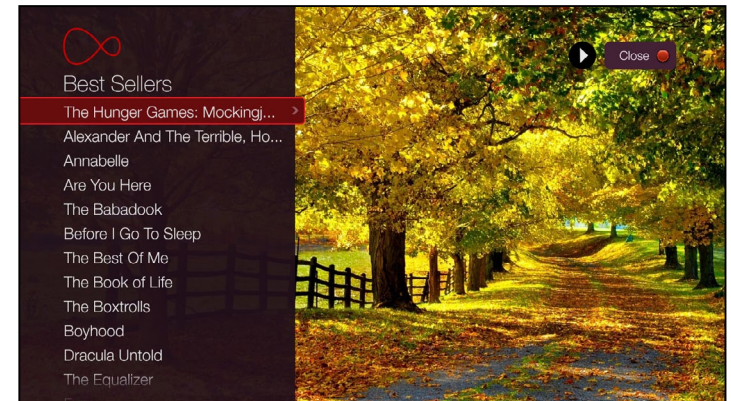 Best Sellers
Close
The Hunger Games: Mockingj...
Alexander And The Terrible, Ho...
Annabelle
Are You Here
The Babadook
Before I Go To Sleep
The Best Of Me
The Book of Life
The Boxtrolls
Boyhood
Dracula Untold
The Equalizer